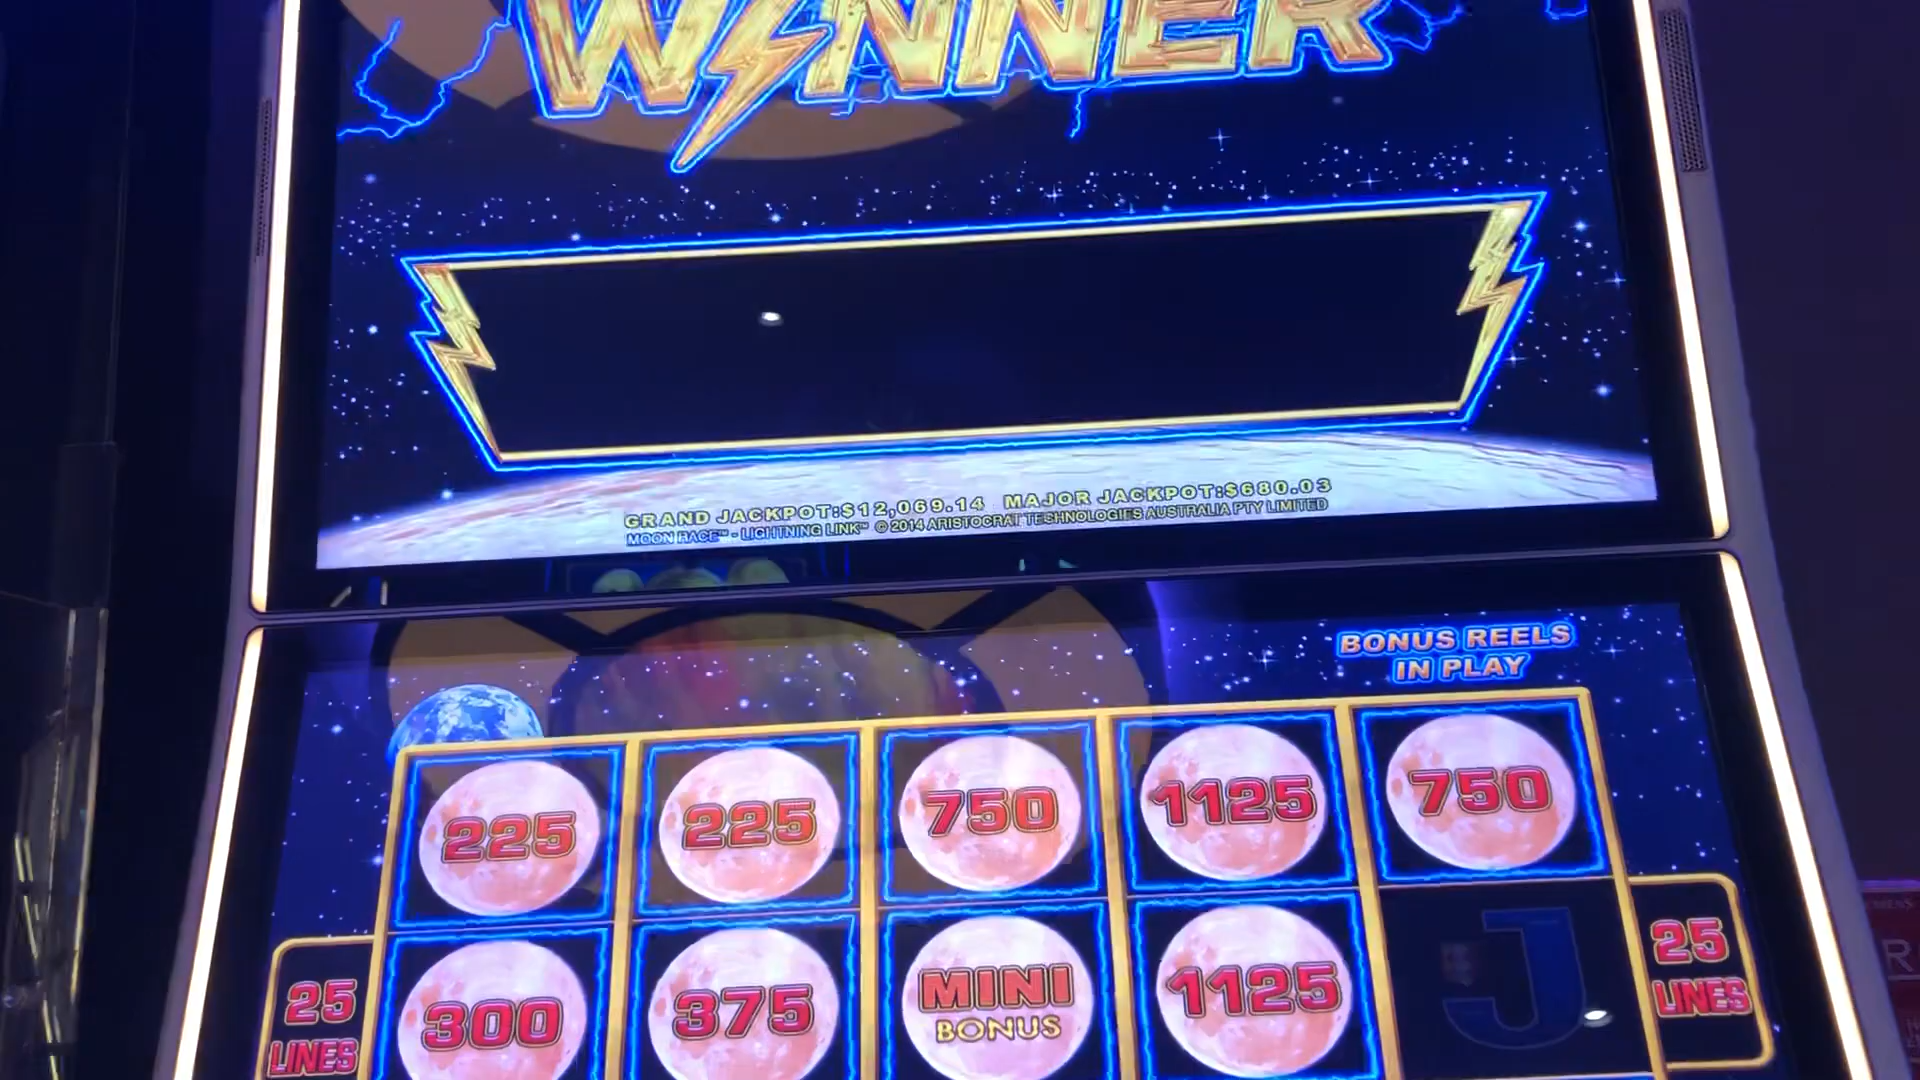 WINNER
GRAND JACKPOT:$12,069.14 MAJOR JACKPOT:$680.03
MOON RACE™ - LIGHTNING LINK™ © 2014 ARISTOCRAT TECHNOLOGIES AUSTRALIA PTY LIMITED
BONUS REELS
IN PLAY
225 225 750 1125 750
300 375 MINI BONUS 1125 J
25 LINES
25 LINES